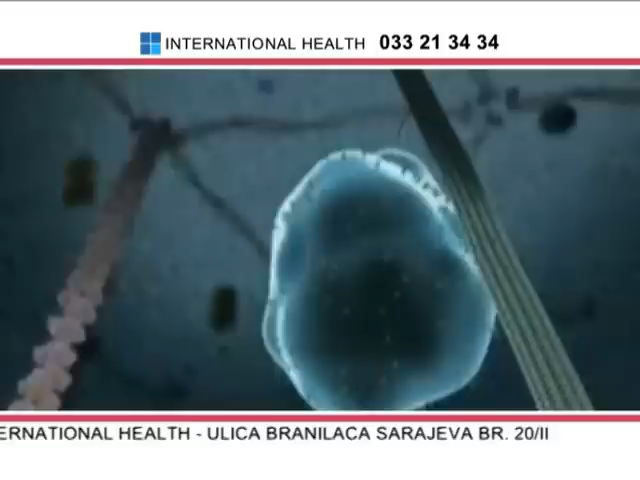 INTERNATIONAL HEALTH 033 21 34 34
ERNATIONAL HEALTH - ULICA BRANILACA SARAJEVA BR. 20/II